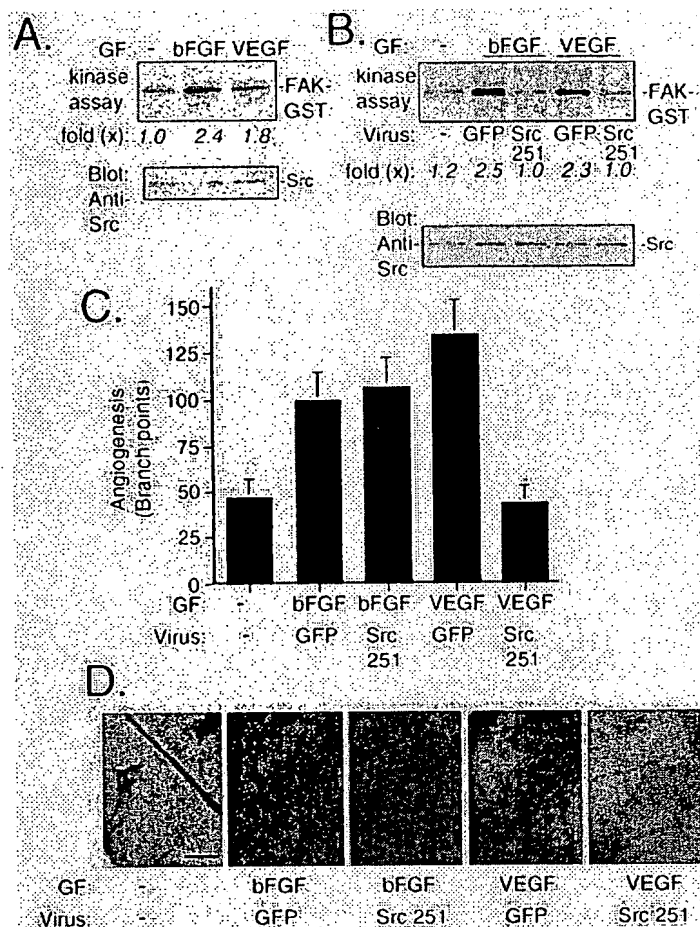 A.
GF: - bFGF VEGF
kinase assay
-FAK-GST
fold (x): 1.0 2.4 1.8
Blot: Anti-Src
-Src
B.
GF: - bFGF VEGF
kinase assay
-FAK-GST
Virus: - GFP Src 251 GFP Src 251
fold (x): 1.2 2.5 1.0 2.3 1.0
Blot: Anti-Src
-Src
C.
Angiogenesis
(Branch points)
150
125
100
75
50
25
0
GF: - bFGF bFGF VEGF VEGF
Virus: - GFP Src 251 GFP Src 251
D.
GF: - bFGF bFGF VEGF VEGF
Virus: - GFP Src 251 GFP Src 251